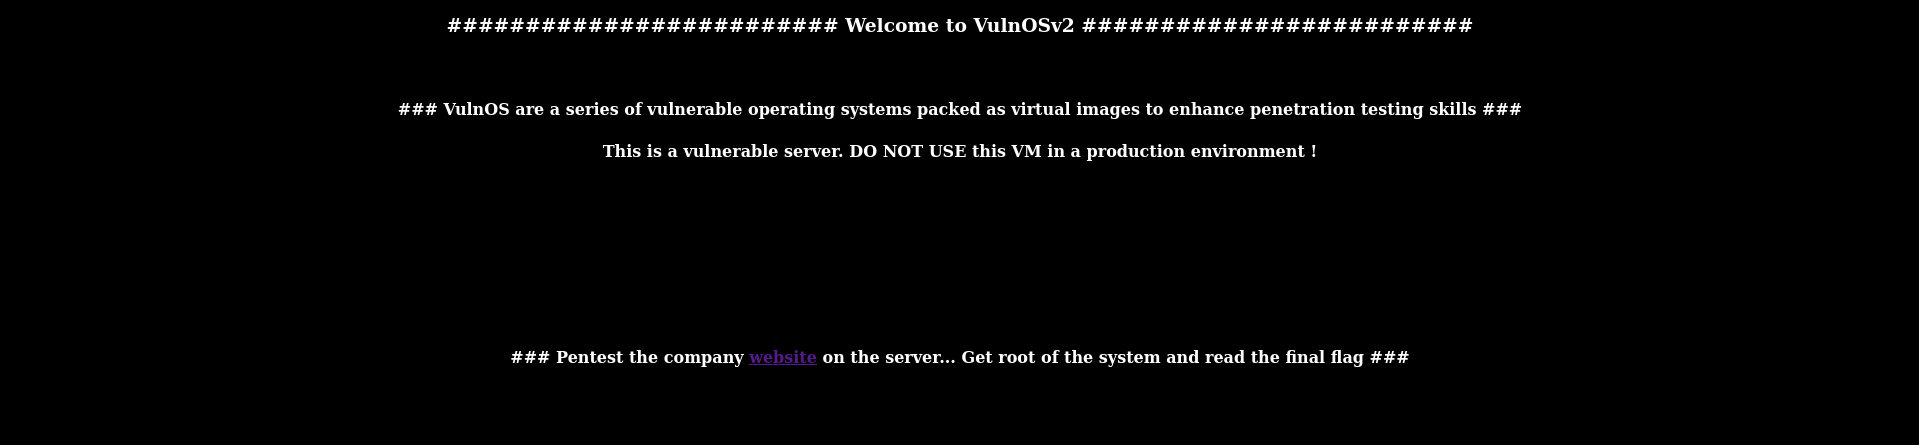 ######################### Welcome to VulnOSv2 #########################
### VulnOS are a series of vulnerable operating systems packed as virtual images to enhance penetration testing skills ###
This is a vulnerable server. DO NOT USE this VM in a production environment !
### Pentest the company website on the server... Get root of the system and read the final flag ###